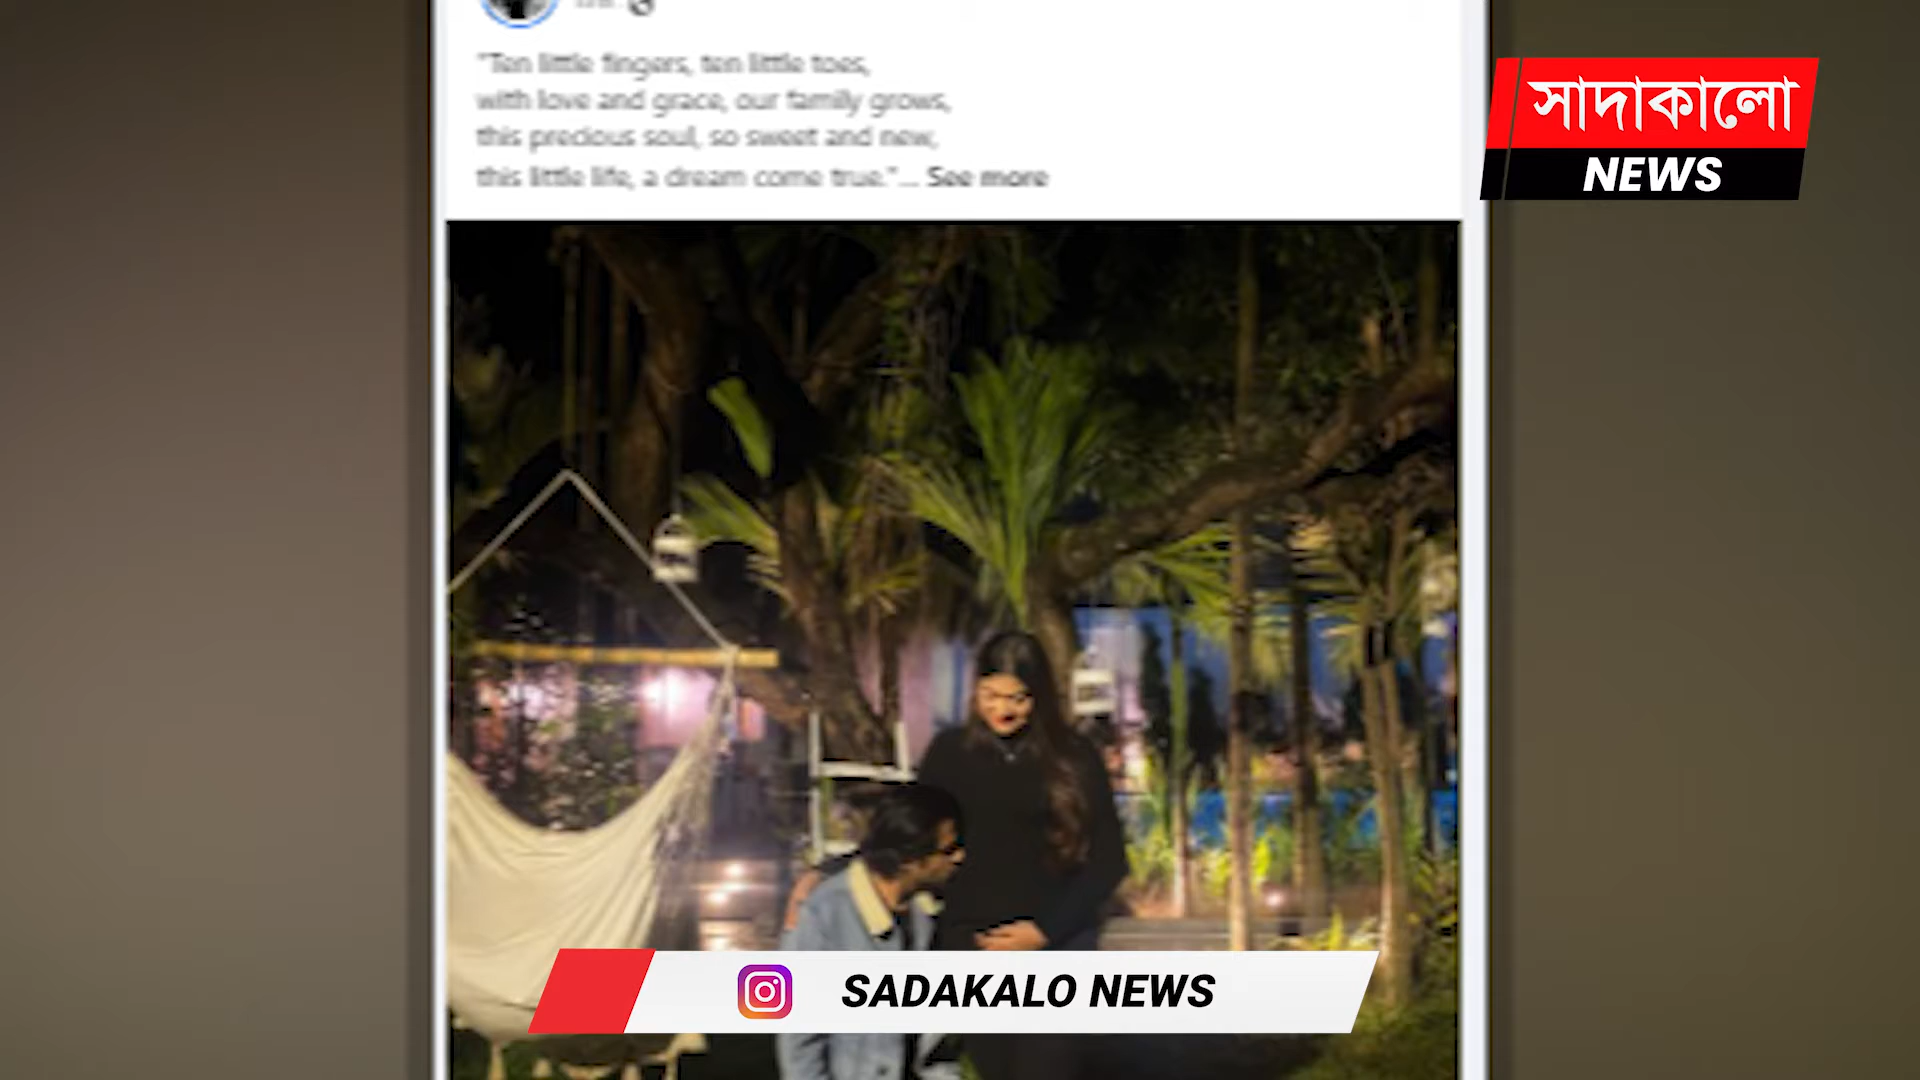 "Ten little fingers, ten little toes,
with love and grace, our family grows,
this precious soul, so sweet and new,
this little life, a dream come true."... See more
সাদাকালো
NEWS
SADAKALO NEWS